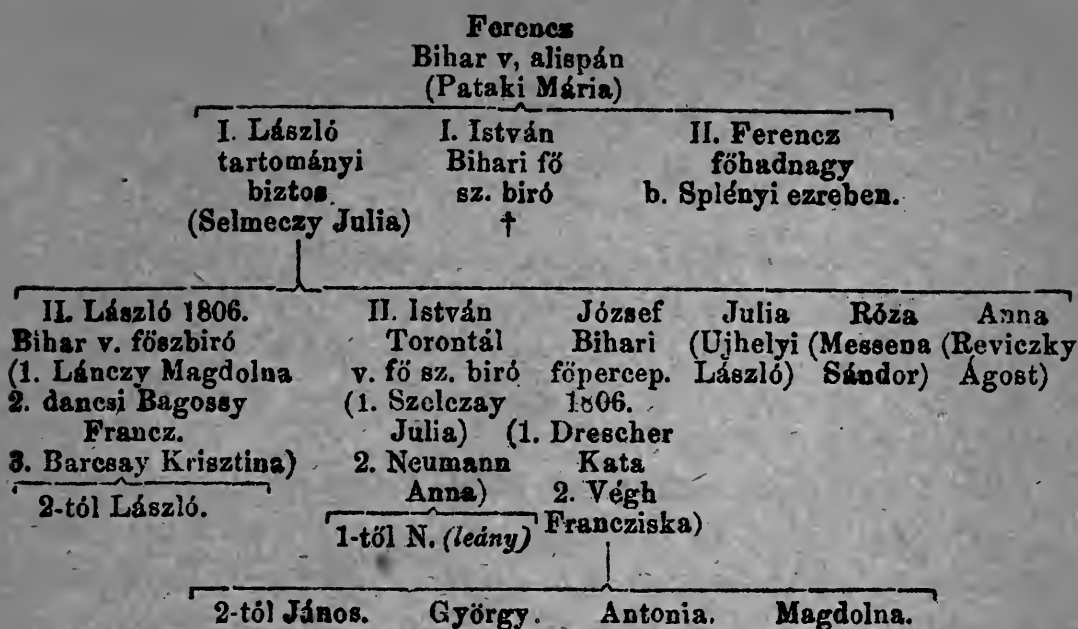 Ferencz
Bihar v, alispán
(Pataki Mária)
I. László
tartományi
biztos
(Selmeczy Julia)
I. István
Bihari fő
sz. biró
†
II. Ferencz
főhadnagy
b. Splényi ezreben.
II. László 1806.
Bihar v. főszbiró
(1. Lánczy Magdolna
2. dancsi Bagossy
Francz.
3. Barcsay Krisztina)
2-tól László.
II. István
Torontál
v. fő sz. biró
(1. Szelczay
Julia)
2. Neumann
Anna)
1-től N. (leány)
József
Bihari
főpercep.
1806.
(1. Drescher
Kata
2. Végh
Francziska)
Julia
(Ujhelyi
László)
Róza
(Messena
Sándor)
Anna
(Reviczky
Ágost)
2-tól János. György. Antonia. Magdolna.